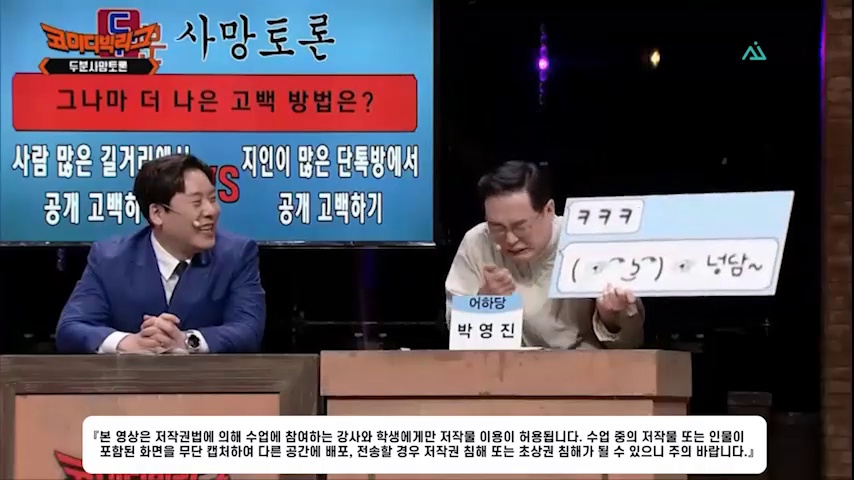 코미디빅리그
두분사망토론
두분 사망토론
그나마 더 나은 고백 방법은?
사람 많은 길거리에서
공개 고백하
VS
지인이 많은 단톡방에서
공개 고백하기
ㅋㅋㅋ
넝담~
어하당
박영진
『본 영상은 저작권법에 의해 수업에 참여하는 강사와 학생에게만 저작물 이용이 허용됩니다. 수업 중의 저작물 또는 인물이
포함된 화면을 무단 캡처하여 다른 공간에 배포, 전송할 경우 저작권 침해 또는 초상권 침해가 될 수 있으니 주의 바랍니다.』